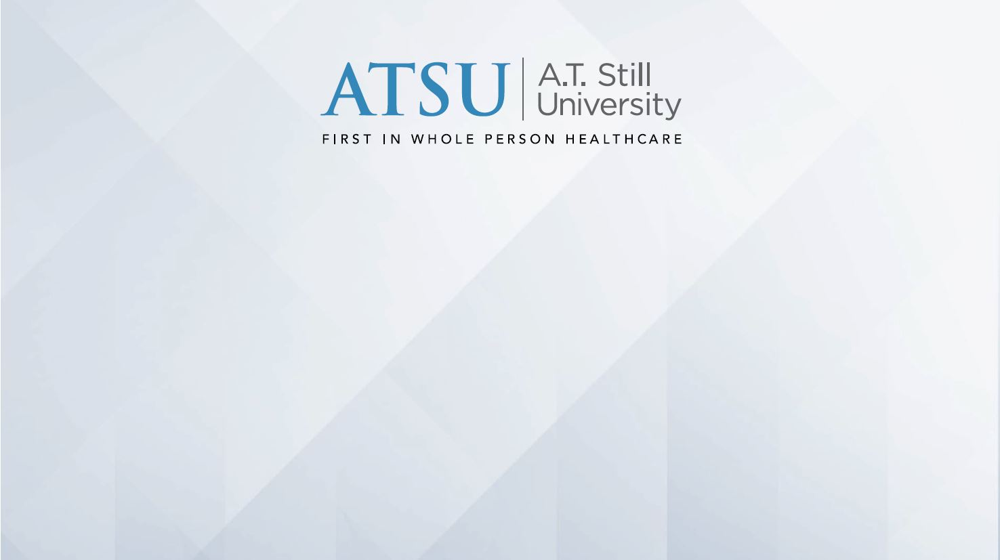 ATSU
A.T. Still
University
FIRST IN WHOLE PERSON HEALTHCARE